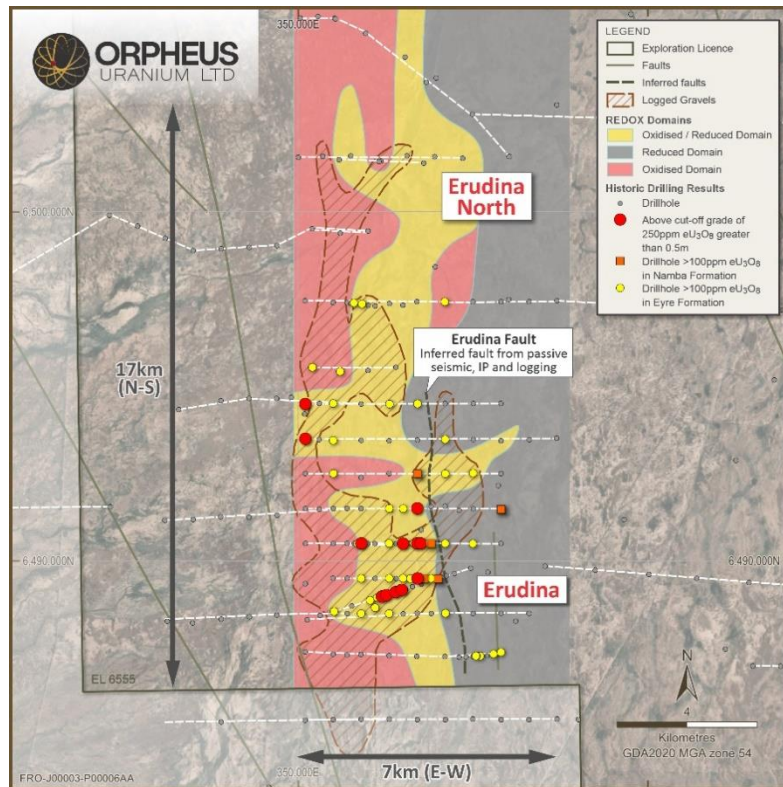 ORPHEUS
URANIUM LTD
350,000E
LEGEND
Exploration Licence
Faults
Inferred faults
Logged Gravels
REDOX Domains
Oxidised / Reduced Domain
Reduced Domain
Oxidised Domain
Historic Drilling Results
Drillhole
Above cut-off grade of
250ppm eU₃O₈ greater
than 0.5m
Drillhole >100ppm eU₃O₈
in Namba Formation
Drillhole >100ppm eU₃O₈
in Eyre Formation
Erudina
North
6,500,000N
Erudina Fault
Inferred fault from passive
seismic, IP and logging
17km
(N-S)
6,490,000N
6,490,000N
Erudina
EL 6555
N
4
Kilometres
GDA2020 MGA zone 54
350,000E
7km (E-W)
FRO-J00003-P00006AA